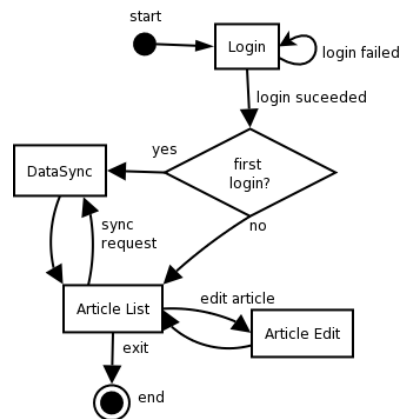 start
Login
login failed
login suceeded
yes
first
login?
DataSync
no
sync
request
edit article
Article List
Article Edit
exit
end